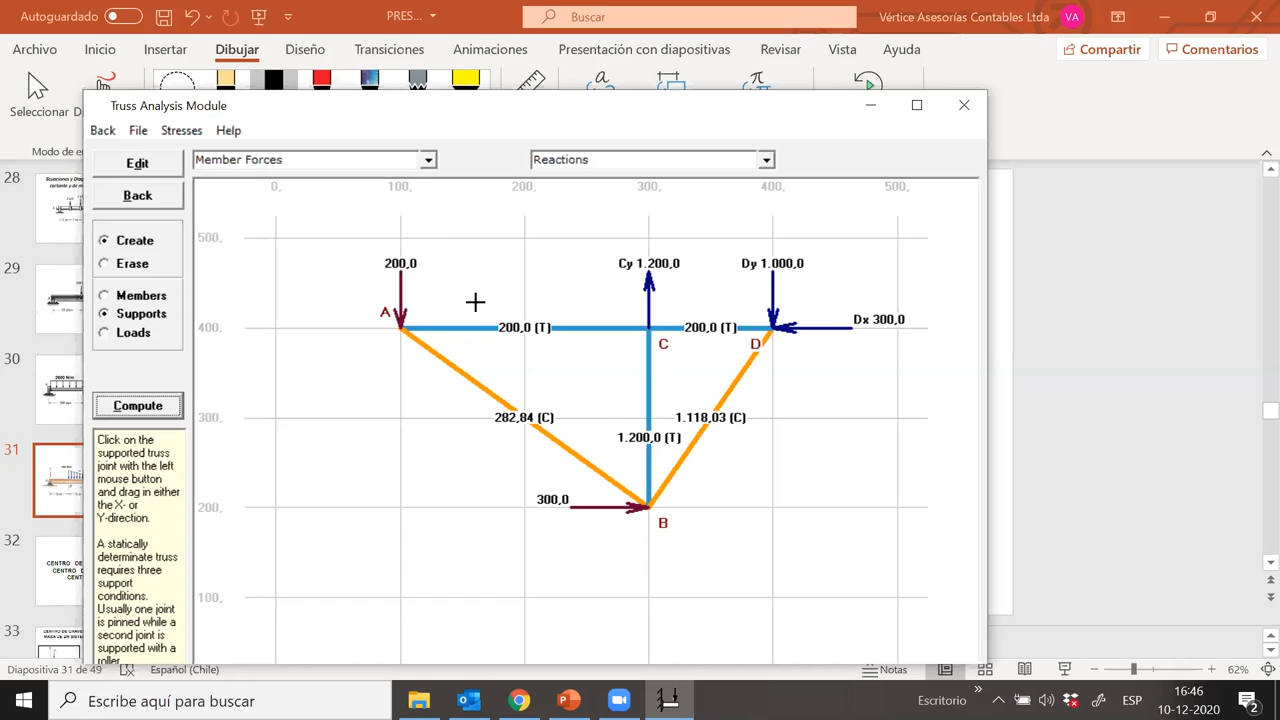 Autoguardado
PRES...
Buscar
Vértice Asesorías Contables Ltda
VA
Archivo
Inicio
Insertar
Dibujar
Diseño
Transiciones
Animaciones
Presentación con diapositivas
Revisar
Vista
Ayuda
Compartir
Comentarios
Seleccionar D
Modo de e
Truss Analysis Module
Back
File
Stresses
Help
Edit
Back
Member Forces
Reactions
Create
Erase
Members
Supports
Loads
Compute
Click on the
supported truss
joint with the left
mouse button
and drag in either
the X- or
Y-direction.
A statically
determinate truss
requires three
support
conditions.
Usually one joint
is pinned while a
second joint is
supported with a
roller
0,
100,
200,
300,
400,
500,
500,
400,
300,
200,
100,
200,0
Cy 1.200,0
Dy 1.000,0
Dx 300,0
A
200,0 (T)
200,0 (T)
C
D
282,84 (C)
1.118,03 (C)
1.200,0 (T)
300,0
B
28
29
30
31
32
33
Diapositiva 31 de 49
Español (Chile)
Notas
62%
Escribe aquí para buscar
Escritorio
ESP
16:46
10-12-2020
2